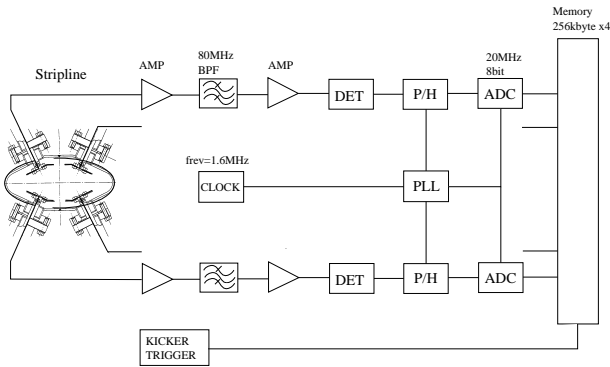 Memory
256kbyte x4
AMP
80MHz
BPF
AMP
20MHz
8bit
Stripline
DET
P/H
ADC
frev=1.6MHz
CLOCK
PLL
DET
P/H
ADC
KICKER
TRIGGER